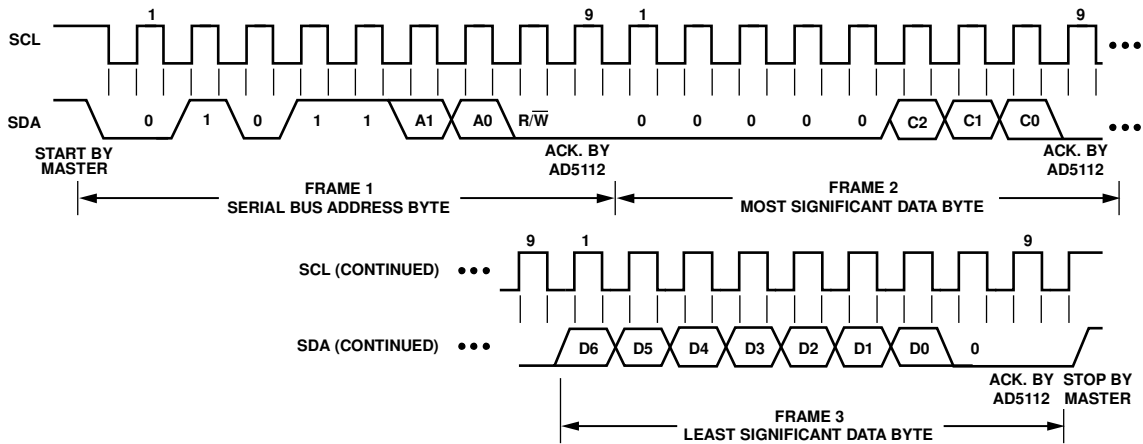 1 9 1 9
SCL
SDA 0 1 0 1 1 A1 A0 R/W̅ 0 0 0 0 0 C2 C1 C0
START BY
MASTER
ACK. BY
AD5112
ACK. BY
AD5112
FRAME 1
SERIAL BUS ADDRESS BYTE
FRAME 2
MOST SIGNIFICANT DATA BYTE
9 1 9
SCL (CONTINUED)
SDA (CONTINUED) D6 D5 D4 D3 D2 D1 D0 0
ACK. BY
AD5112
STOP BY
MASTER
FRAME 3
LEAST SIGNIFICANT DATA BYTE